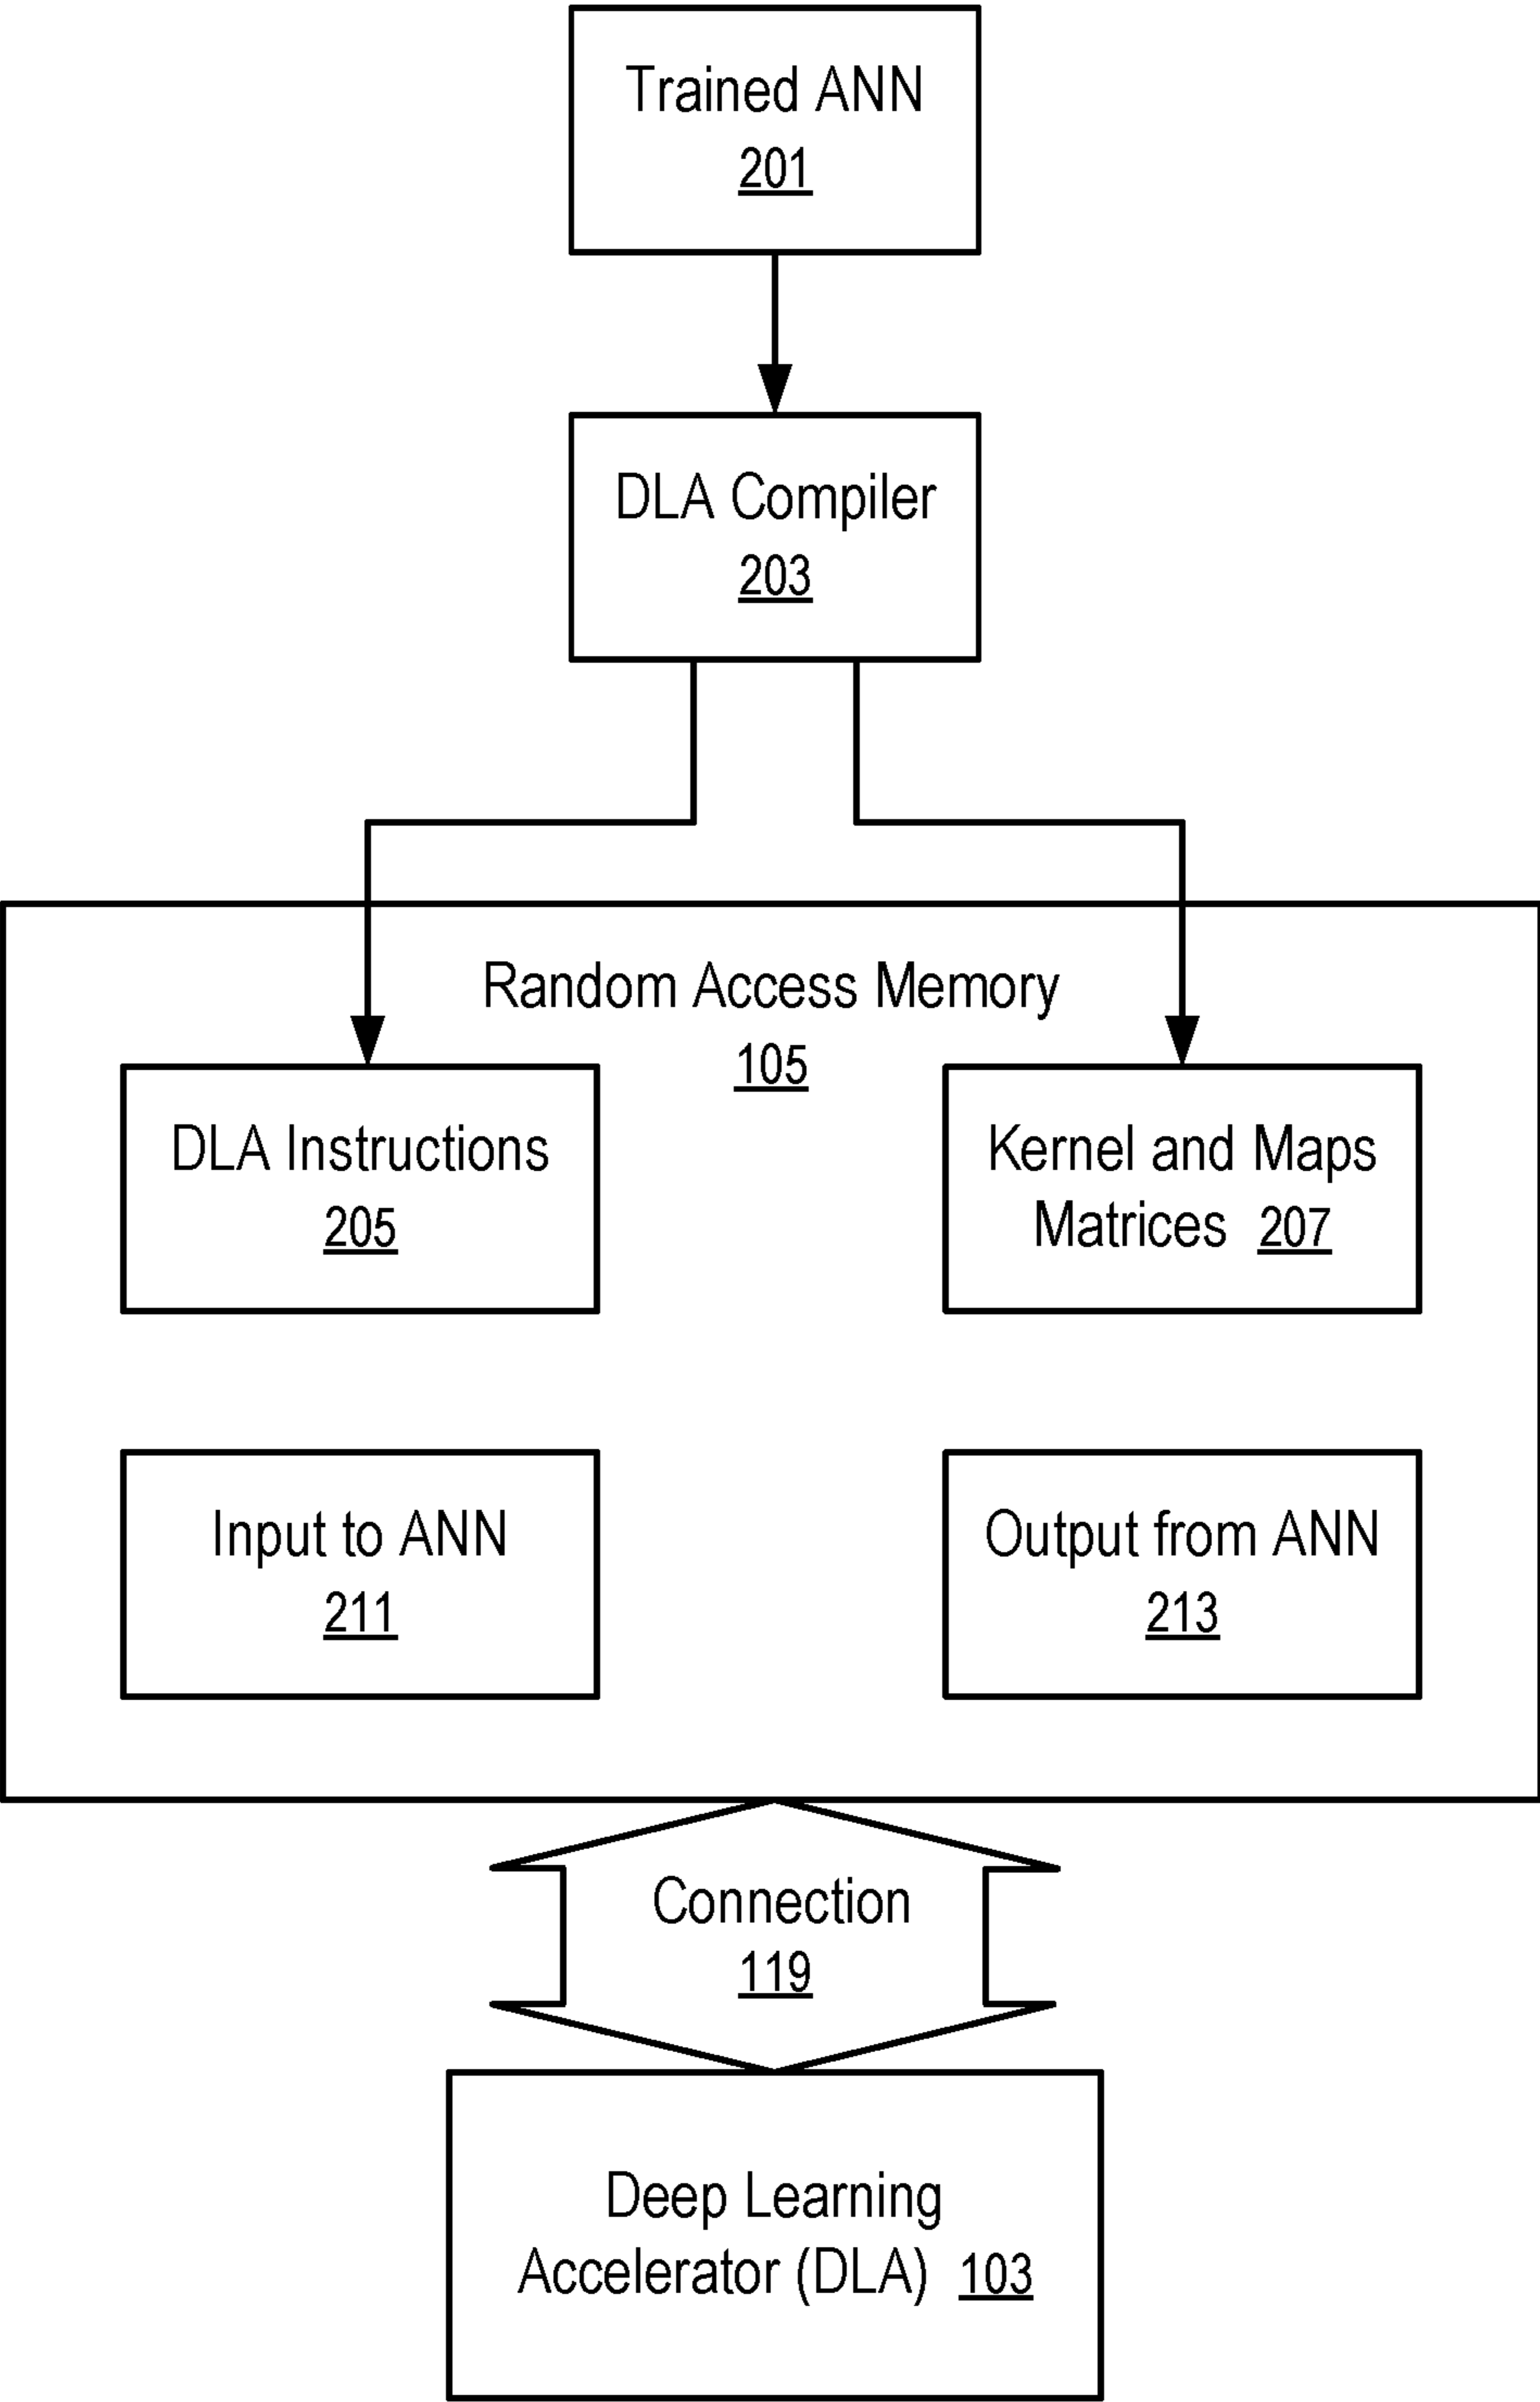 Trained ANN
201
DLA Compiler
203
Random Access Memory
105
DLA Instructions
205
Kernel and Maps
Matrices 207
Input to ANN
211
Output from ANN
213
Connection
119
Deep Learning
Accelerator (DLA) 103